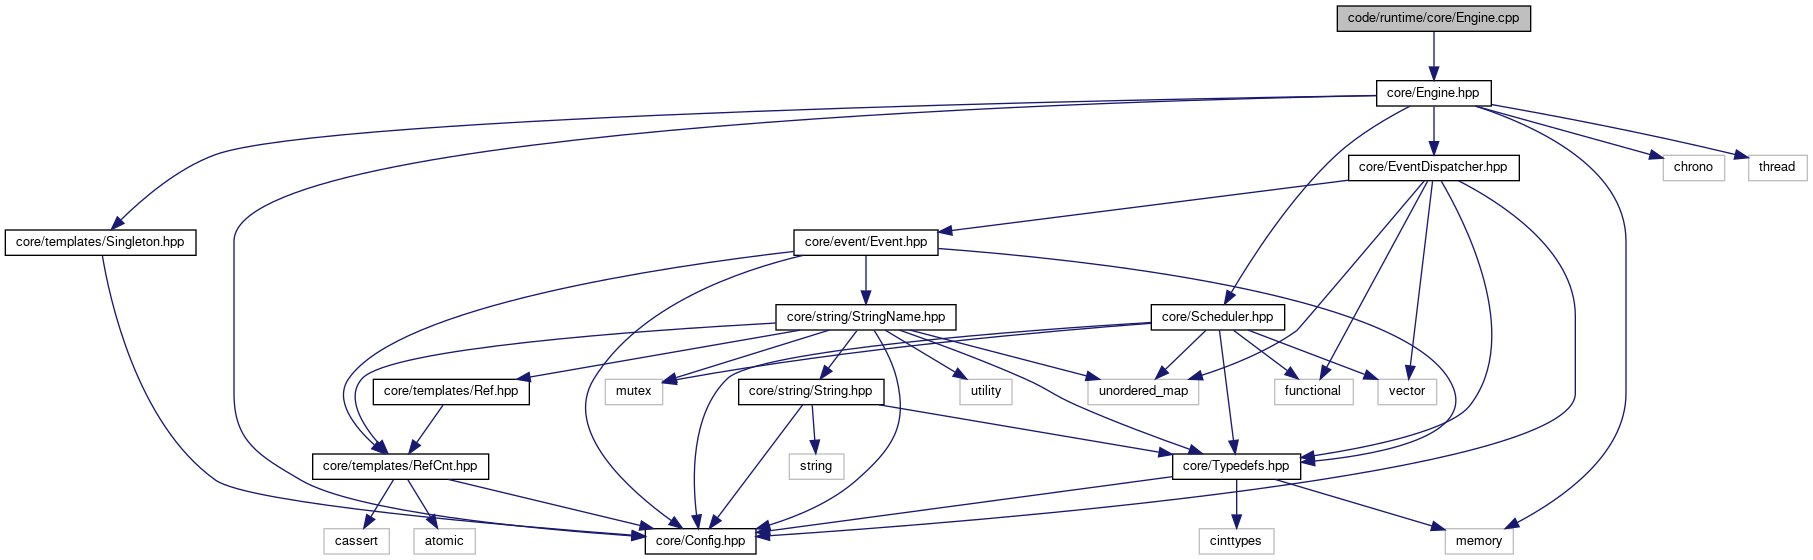 code/runtime/core/Engine.cpp
core/Engine.hpp
core/EventDispatcher.hpp
chrono
thread
core/templates/Singleton.hpp
core/event/Event.hpp
core/string/StringName.hpp
core/Scheduler.hpp
core/templates/Ref.hpp
mutex
core/string/String.hpp
utility
unordered_map
functional
vector
core/templates/RefCnt.hpp
string
core/Typedefs.hpp
cassert
atomic
core/Config.hpp
cinttypes
memory